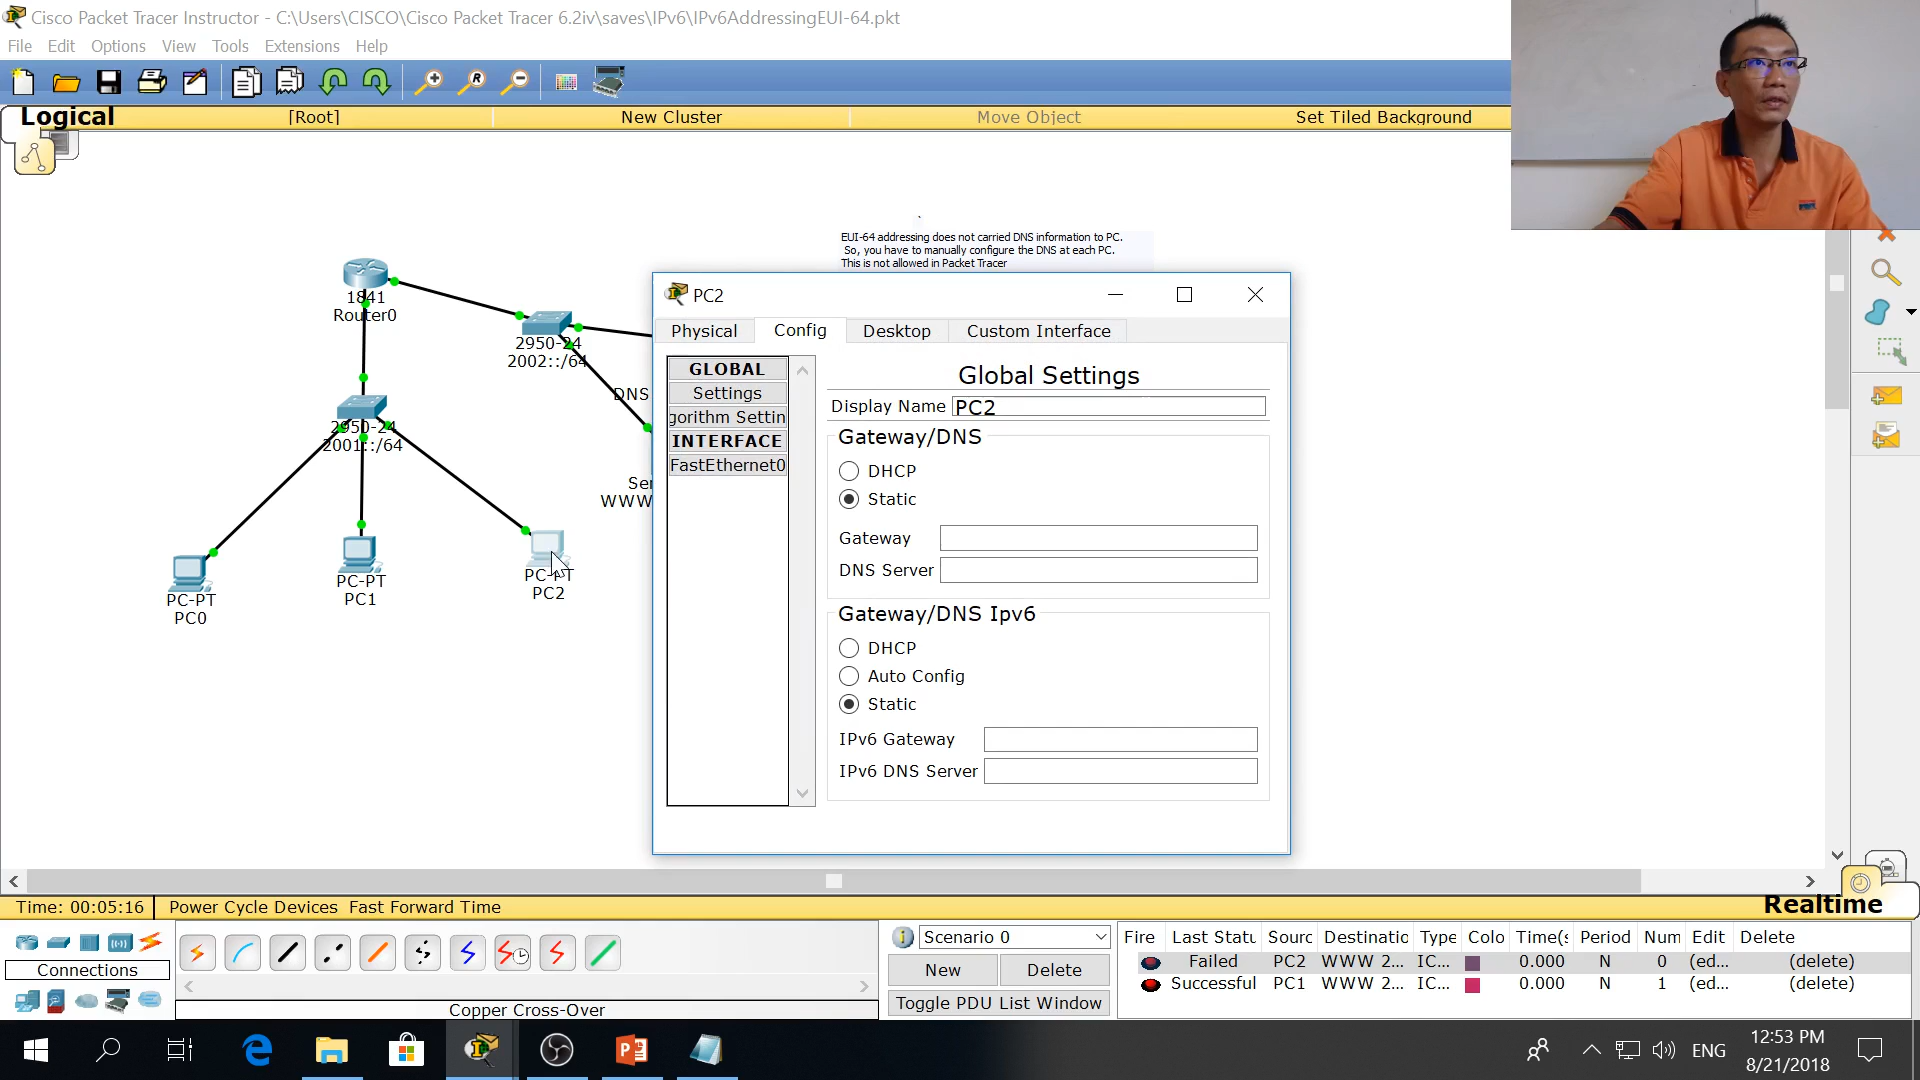 Cisco Packet Tracer Instructor - C:\Users\CISCO\Cisco Packet Tracer 6.2iv\saves\IPv6\IPv6AddressingEUI-64.pkt
File Edit Options View Tools Extensions Help
Logical [Root] New Cluster Move Object Set Tiled Background
EUI-64 addressing does not carried DNS information to PC.
So, you have to manually configure the DNS at each PC.
This is not allowed in Packet Tracer
1841
Router0
2950-24
2002::/64
DNS
2950-24
2001::/64
Ser
WWW
PC-PT
PC0
PC-PT
PC1
PC-PT
PC2
PC2
Physical Config Desktop Custom Interface
GLOBAL
Settings
gorithm Settin
INTERFACE
FastEthernet0
Global Settings
Display Name PC2
Gateway/DNS
DHCP
Static
Gateway
DNS Server
Gateway/DNS Ipv6
DHCP
Auto Config
Static
IPv6 Gateway
IPv6 DNS Server
Time: 00:05:16 Power Cycle Devices Fast Forward Time Realtime
Connections
Copper Cross-Over
Scenario 0
New Delete
Toggle PDU List Window
Fire Last Statu Sourc Destinatio Type Colo Time(s Period Num Edit Delete
Failed PC2 WWW 2... IC... 0.000 N 0 (ed... (delete)
Successful PC1 WWW 2... IC... 0.000 N 1 (ed... (delete)
ENG
12:53 PM
8/21/2018